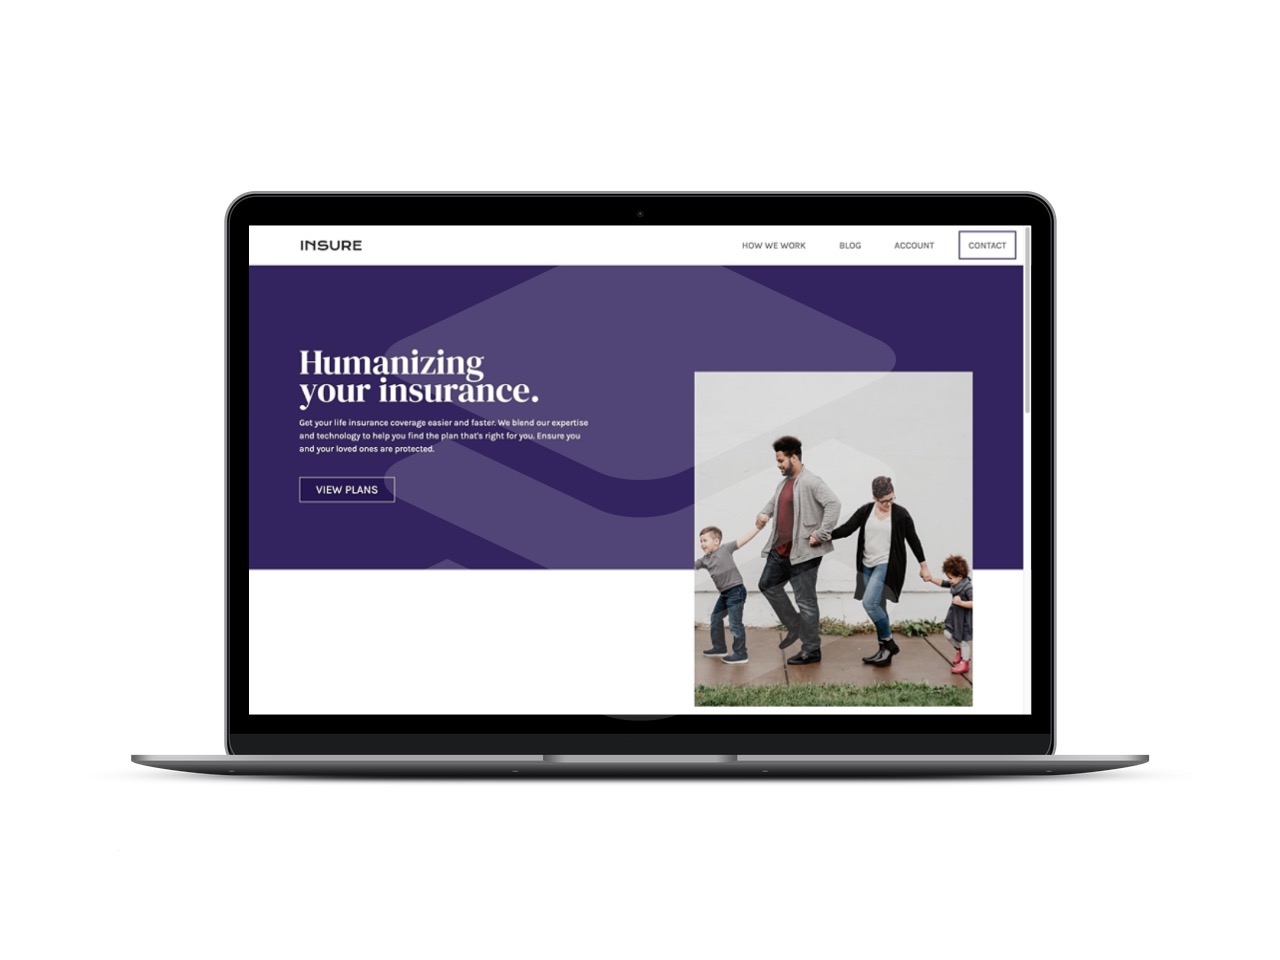 INSURE
HOW WE WORK BLOG ACCOUNT CONTACT
Humanizing
your insurance.
Get your life insurance coverage easier and faster. We blend our expertise
and technology to help you find the plan that's right for you. Ensure you
and your loved ones are protected.
VIEW PLANS